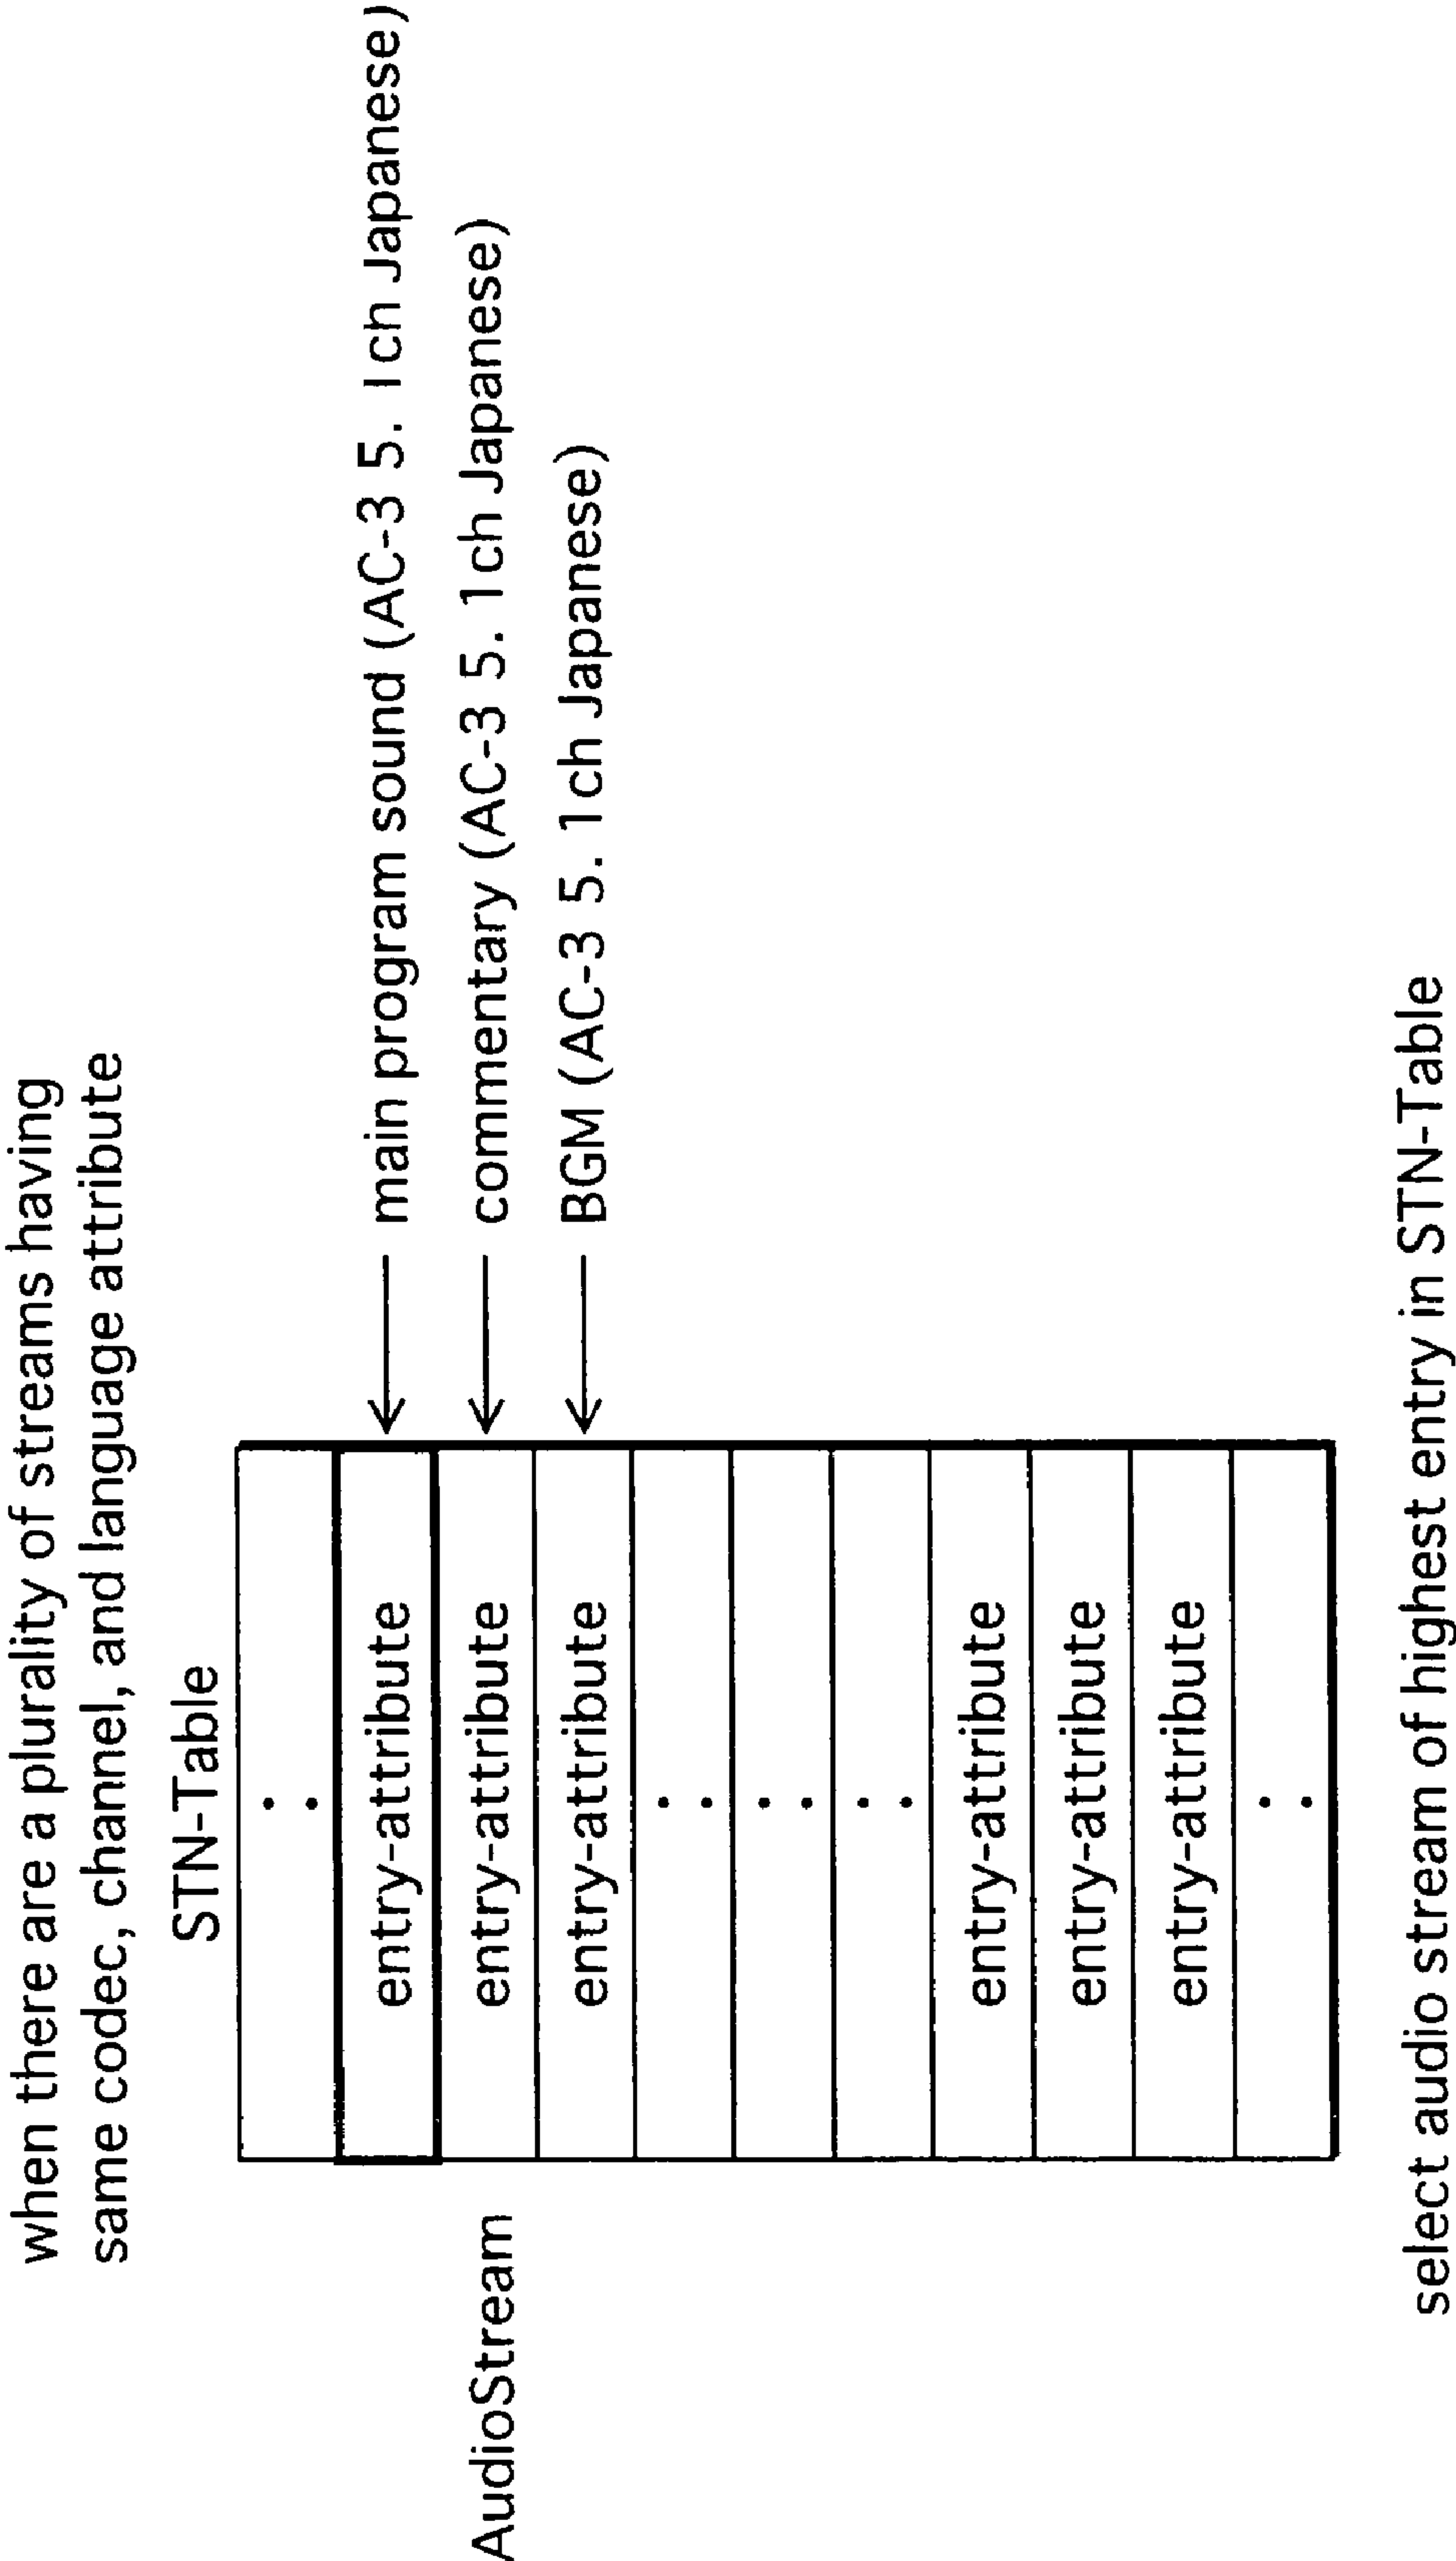 when there are a plurality of streams having
same codec, channel, and language attribute
STN-Table
:
entry-attribute
main program sound (AC-3 5. 1ch Japanese)
AudioStream
entry-attribute
commentary (AC-3 5. 1ch Japanese)
entry-attribute
BGM (AC-3 5. 1ch Japanese)
:
:
:
entry-attribute
entry-attribute
entry-attribute
:
select audio stream of highest entry in STN-Table